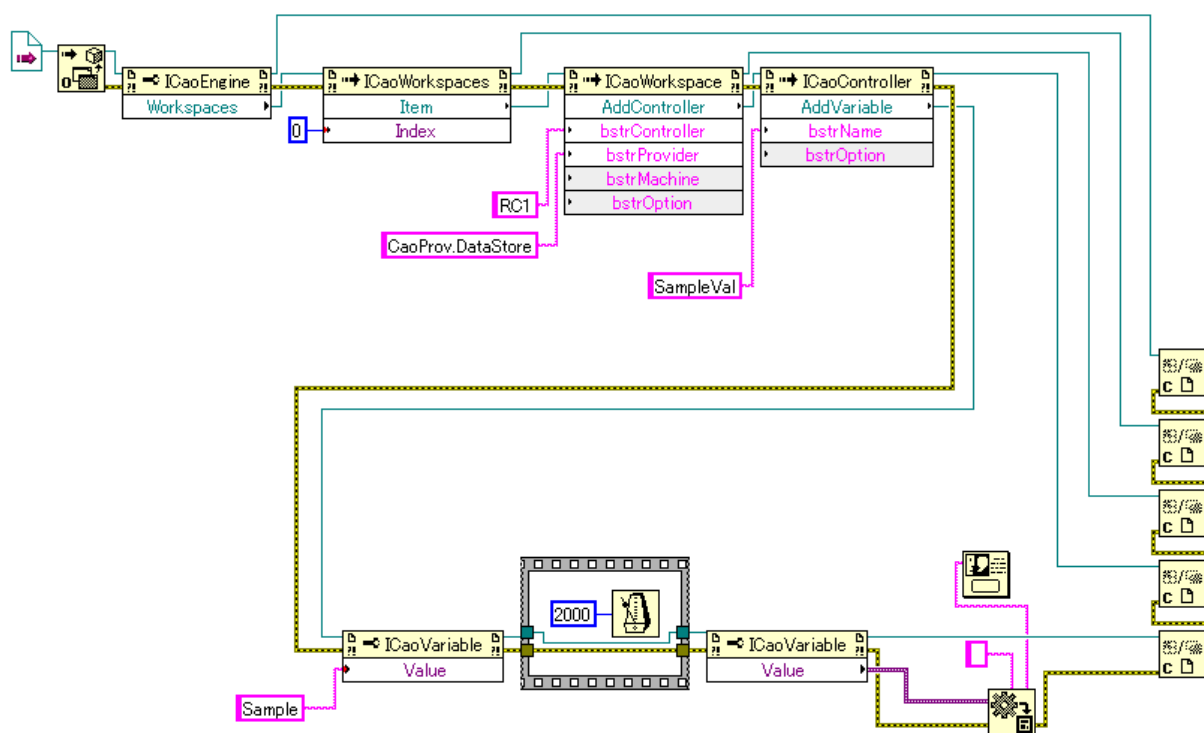 ICaoEngine
Workspaces
ICaoWorkspaces
Item
Index
0
ICaoWorkspace
AddController
bstrController
bstrProvider
bstrMachine
bstrOption
RC1
CaoProv.DataStore
ICaoController
AddVariable
bstrName
bstrOption
SampleVal
ICaoVariable
Value
Sample
2000
ICaoVariable
Value
C
C
C
C
C